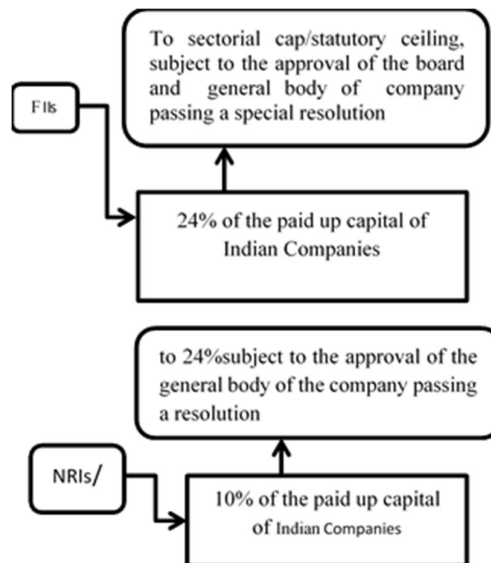 To sectorial cap/statutory ceiling,
subject to the approval of the board
and general body of company
passing a special resolution
FIIs
24% of the paid up capital of
Indian Companies
to 24%subject to the approval of the
general body of the company passing
a resolution
NRIs/
10% of the paid up capital
of Indian Companies